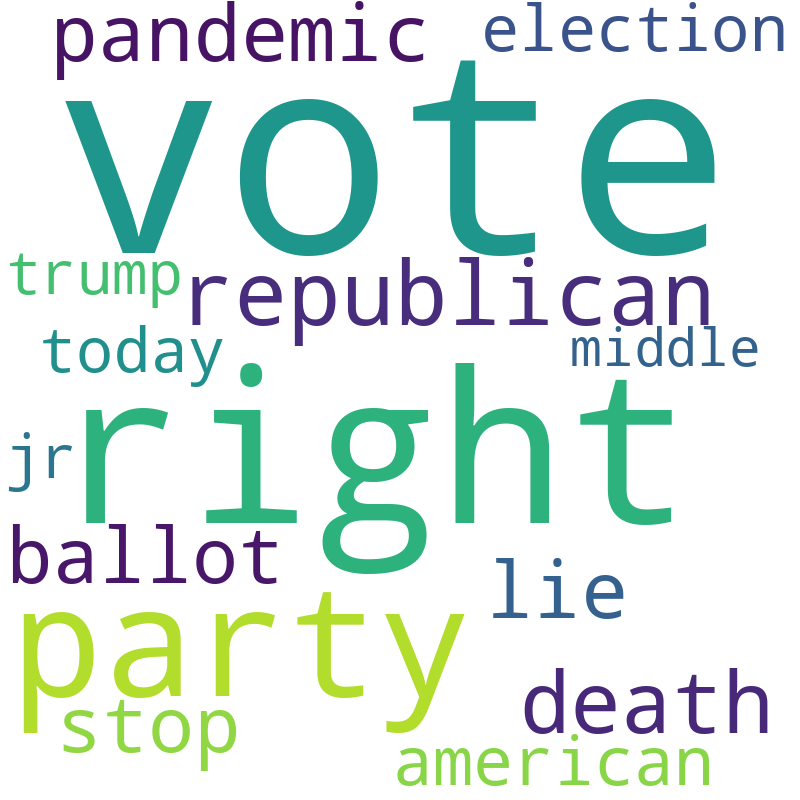 pandemic election
vote
trump republican
today middle
right
jr
ballot lie
party
stop death
american